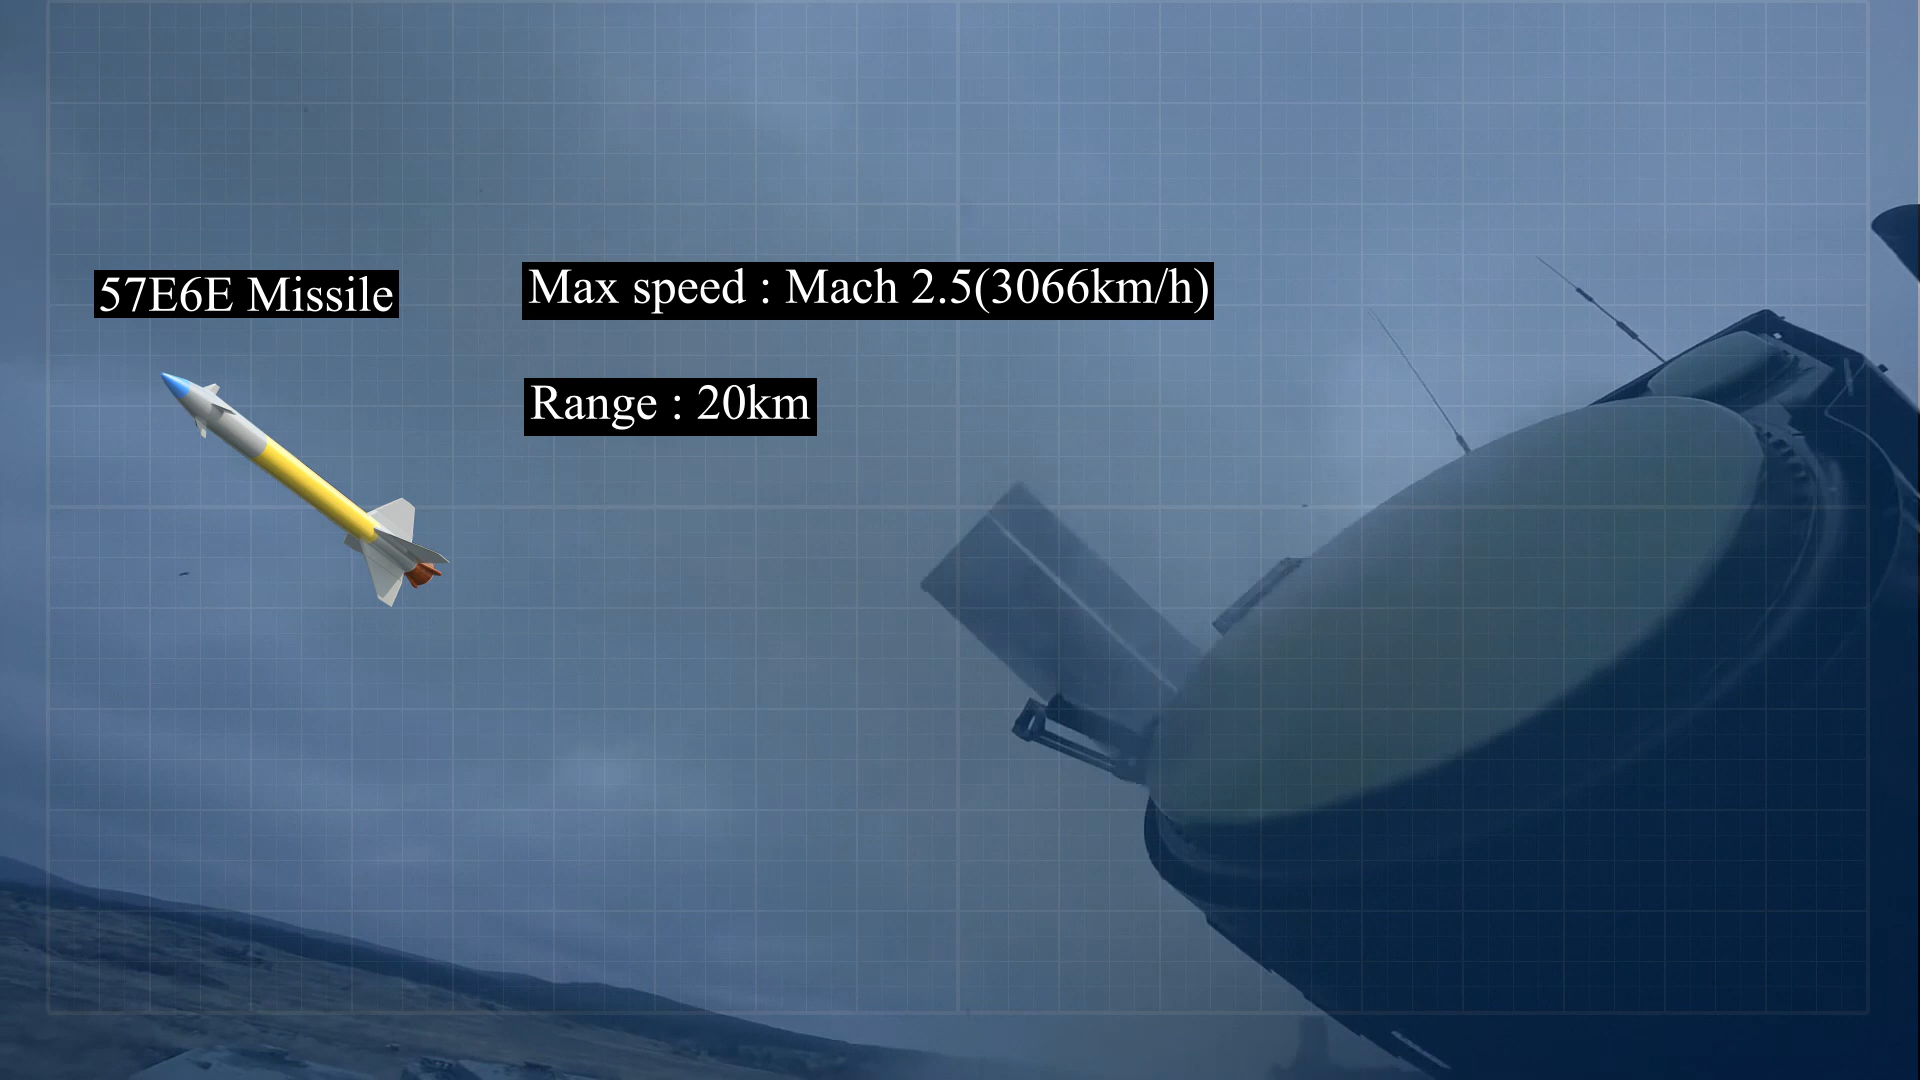 57E6E Missile
Max speed : Mach 2.5(3066km/h)
Range : 20km